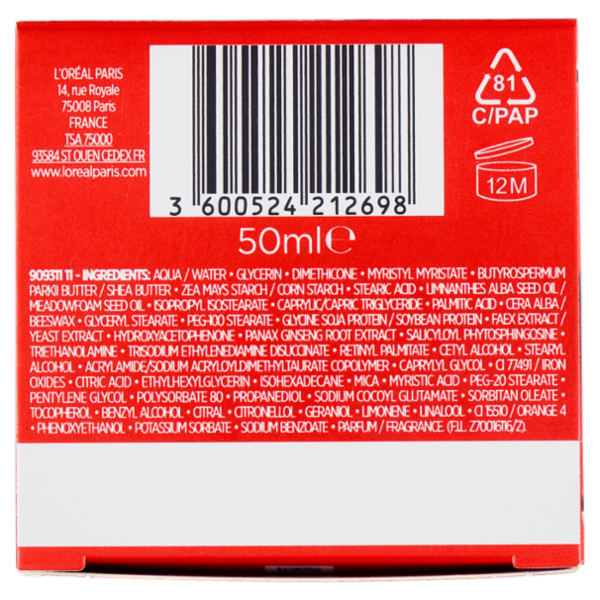 L'ORÉAL PARIS
14, rue Royale
75008 Paris
FRANCE
TSA 75000
93584 ST OUEN CEDEX FR
www.lorealparis.com
81
C/PAP
12M
3 600524 212698
50ml℮
909311 11 - INGREDIENTS: AQUA / WATER • GLYCERIN • DIMETHICONE • MYRISTYL MYRISTATE • BUTYROSPERMUM
PARKII BUTTER / SHEA BUTTER • ZEA MAYS STARCH / CORN STARCH • STEARIC ACID • LIMNANTHES ALBA SEED OIL /
MEADOWFOAM SEED OIL • ISOPROPYL ISOSTEARATE • CAPRYLIC/CAPRIC TRIGLYCERIDE • PALMITIC ACID • CERA ALBA /
BEESWAX • GLYCERYL STEARATE • PEG-100 STEARATE • GLYCINE SOJA PROTEIN / SOYBEAN PROTEIN • FAEX EXTRACT /
YEAST EXTRACT • HYDROXYACETOPHENONE • PANAX GINSENG ROOT EXTRACT • SALICYLOYL PHYTOSPHINGOSINE •
TRIETHANOLAMINE • TRISODIUM ETHYLENEDIAMINE DISUCCINATE • RETINYL PALMITATE • CETYL ALCOHOL • STEARYL
ALCOHOL • ACRYLAMIDE/SODIUM ACRYLOYLDIMETHYLTAURATE COPOLYMER • CAPRYLYL GLYCOL • CI 77491 / IRON
OXIDES • CITRIC ACID • ETHYLHEXYLGLYCERIN • ISOHEXADECANE • MICA • MYRISTIC ACID • PEG-20 STEARATE •
PENTYLENE GLYCOL • POLYSORBATE 80 • PROPANEDIOL • SODIUM COCOYL GLUTAMATE • SORBITAN OLEATE •
TOCOPHEROL • BENZYL ALCOHOL • CITRAL • CITRONELLOL • GERANIOL • LIMONENE • LINALOOL • CI 15510 / ORANGE 4
• PHENOXYETHANOL • POTASSIUM SORBATE • SODIUM BENZOATE • PARFUM / FRAGRANCE. (F.I.L. Z70016116/2).